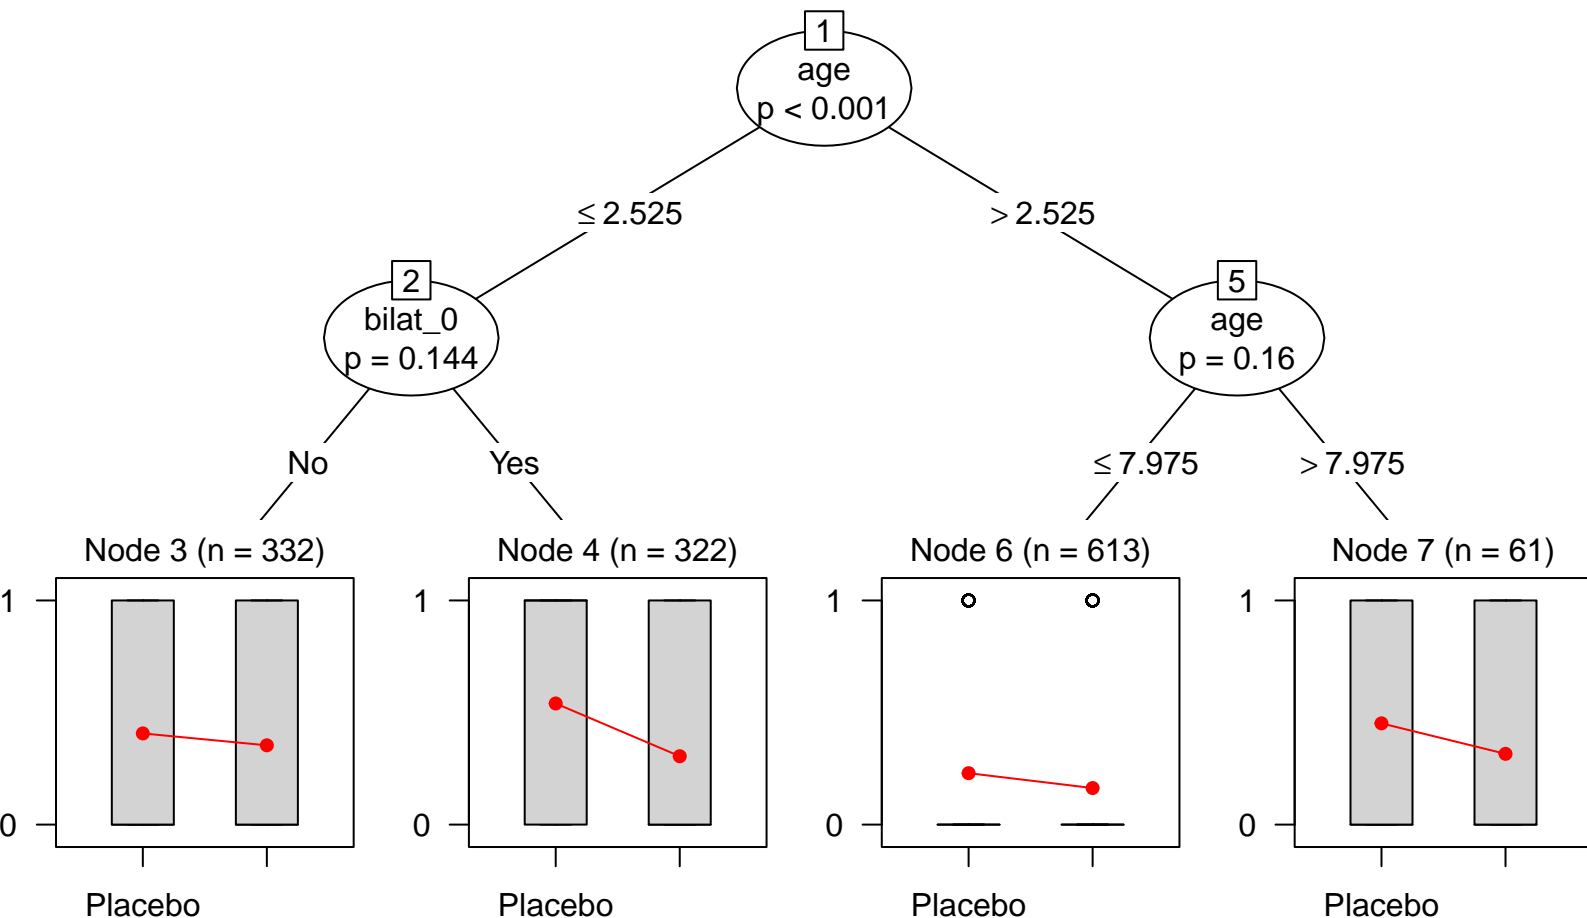 1
age
p < 0.001
≤ 2.525
> 2.525
2
bilat_0
p = 0.144
5
age
p = 0.16
No
Yes
≤ 7.975
> 7.975
Node 3 (n = 332)
Node 4 (n = 322)
Node 6 (n = 613)
Node 7 (n = 61)
1
0
1
0
1
0
1
0
Placebo
Placebo
Placebo
Placebo